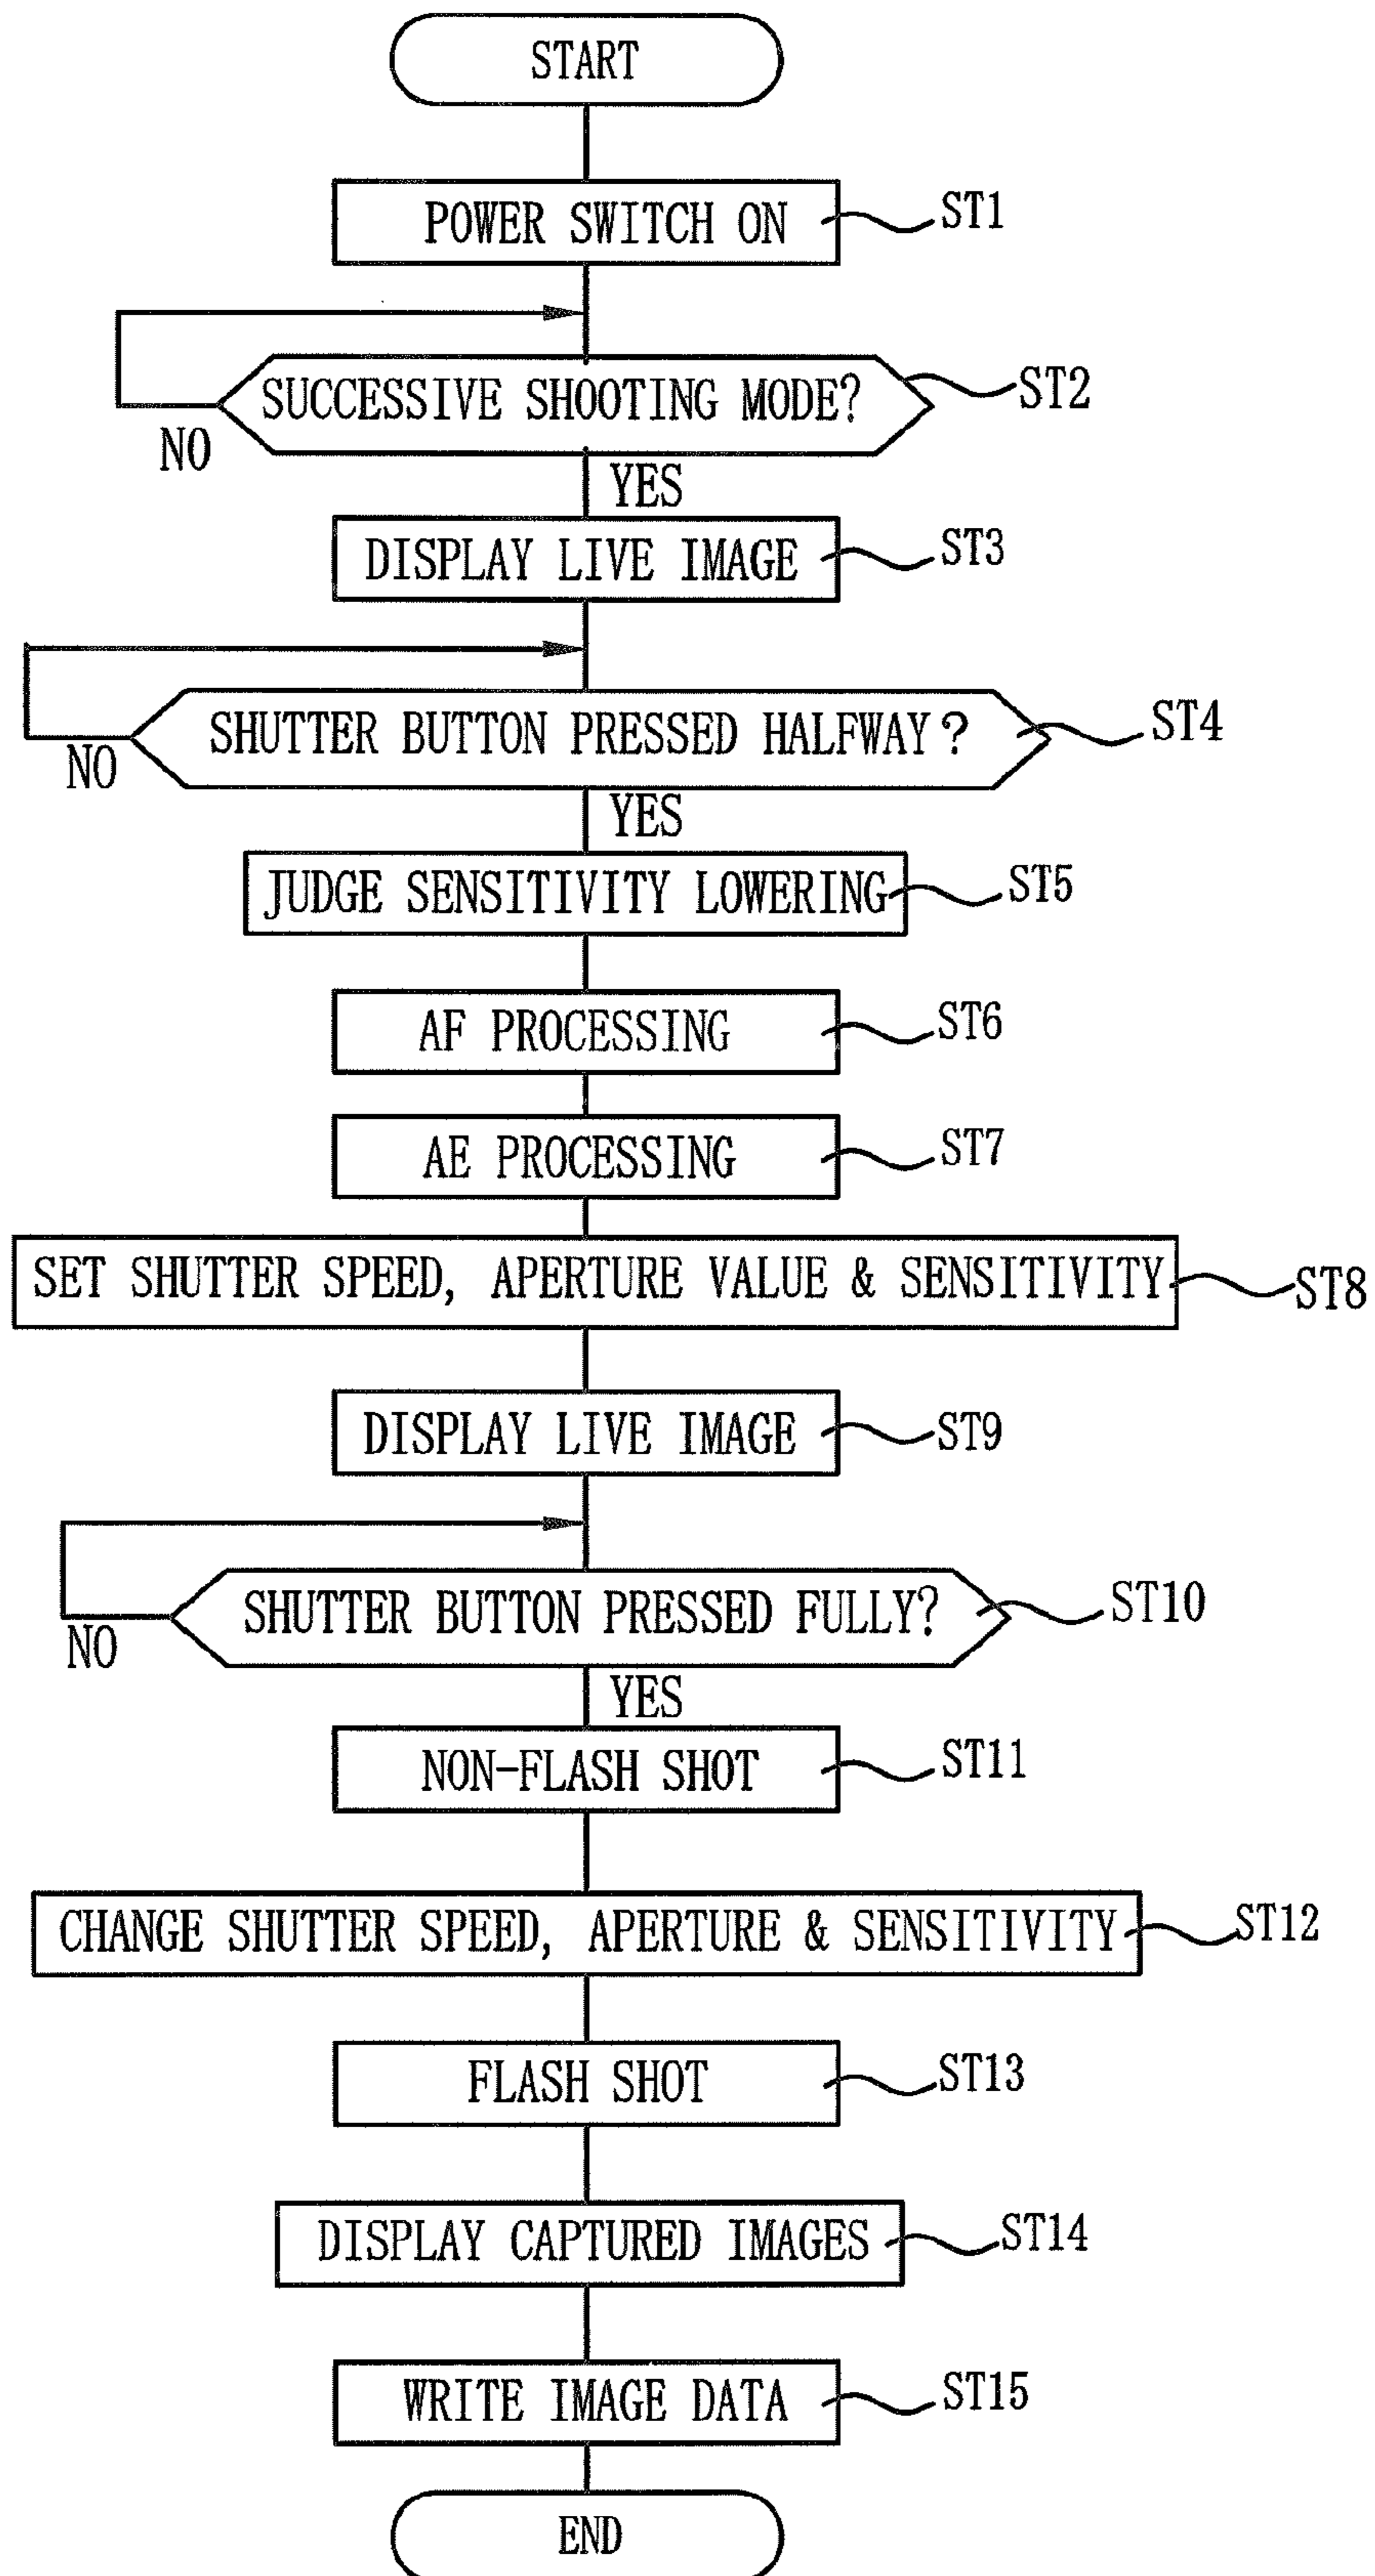 START
POWER SWITCH ON
ST1
SUCCESSIVE SHOOTING MODE?
ST2
NO
YES
DISPLAY LIVE IMAGE
ST3
SHUTTER BUTTON PRESSED HALFWAY?
ST4
NO
YES
JUDGE SENSITIVITY LOWERING
ST5
AF PROCESSING
ST6
AE PROCESSING
ST7
SET SHUTTER SPEED, APERTURE VALUE & SENSITIVITY
ST8
DISPLAY LIVE IMAGE
ST9
SHUTTER BUTTON PRESSED FULLY?
ST10
NO
YES
NON-FLASH SHOT
ST11
CHANGE SHUTTER SPEED, APERTURE & SENSITIVITY
ST12
FLASH SHOT
ST13
DISPLAY CAPTURED IMAGES
ST14
WRITE IMAGE DATA
ST15
END